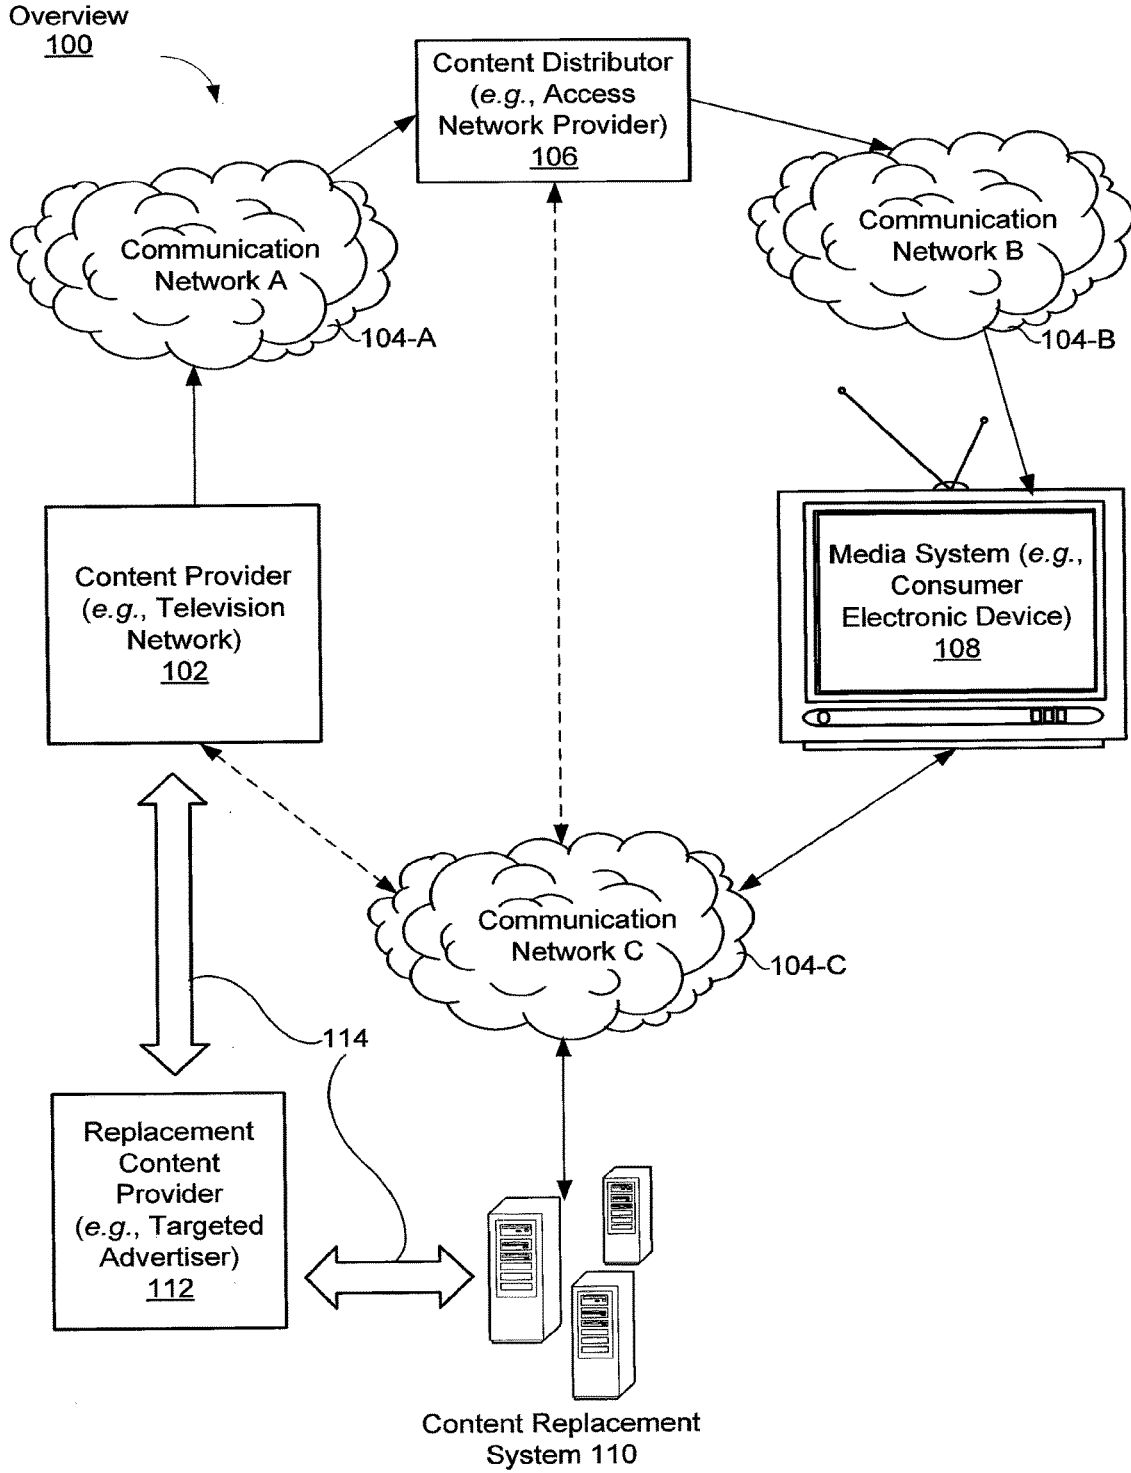 Overview
100
Content Distributor
(e.g., Access
Network Provider)
106
Communication
Network A
104-A
Communication
Network B
104-B
Content Provider
(e.g., Television
Network)
102
Media System (e.g.,
Consumer
Electronic Device)
108
Communication
Network C
104-C
114
Replacement
Content
Provider
(e.g., Targeted
Advertiser)
112
Content Replacement
System 110